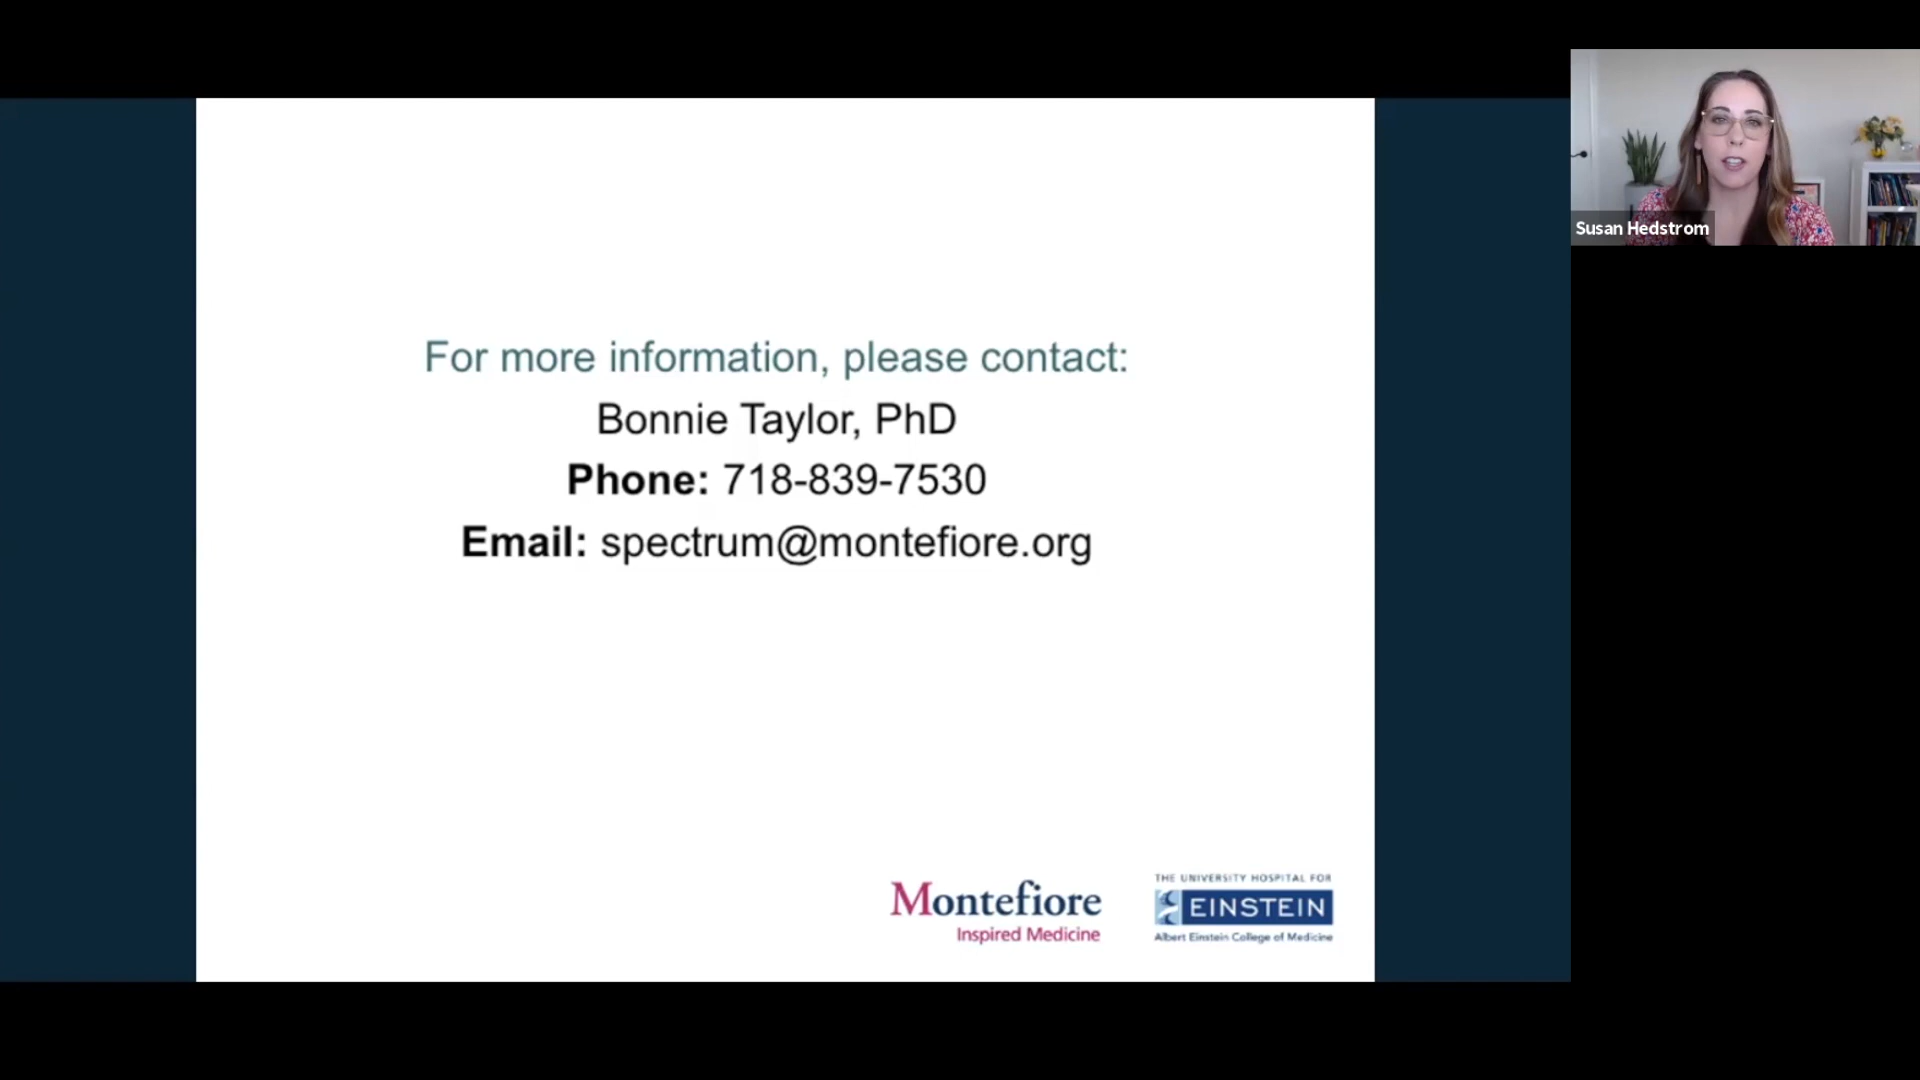 For more information, please contact:
Bonnie Taylor, PhD
Phone: 718-839-7530
Email: spectrum@montefiore.org
Montefiore
Inspired Medicine
THE UNIVERSITY HOSPITAL FOR
EINSTEIN
Albert Einstein College of Medicine
Susan Hedstrom